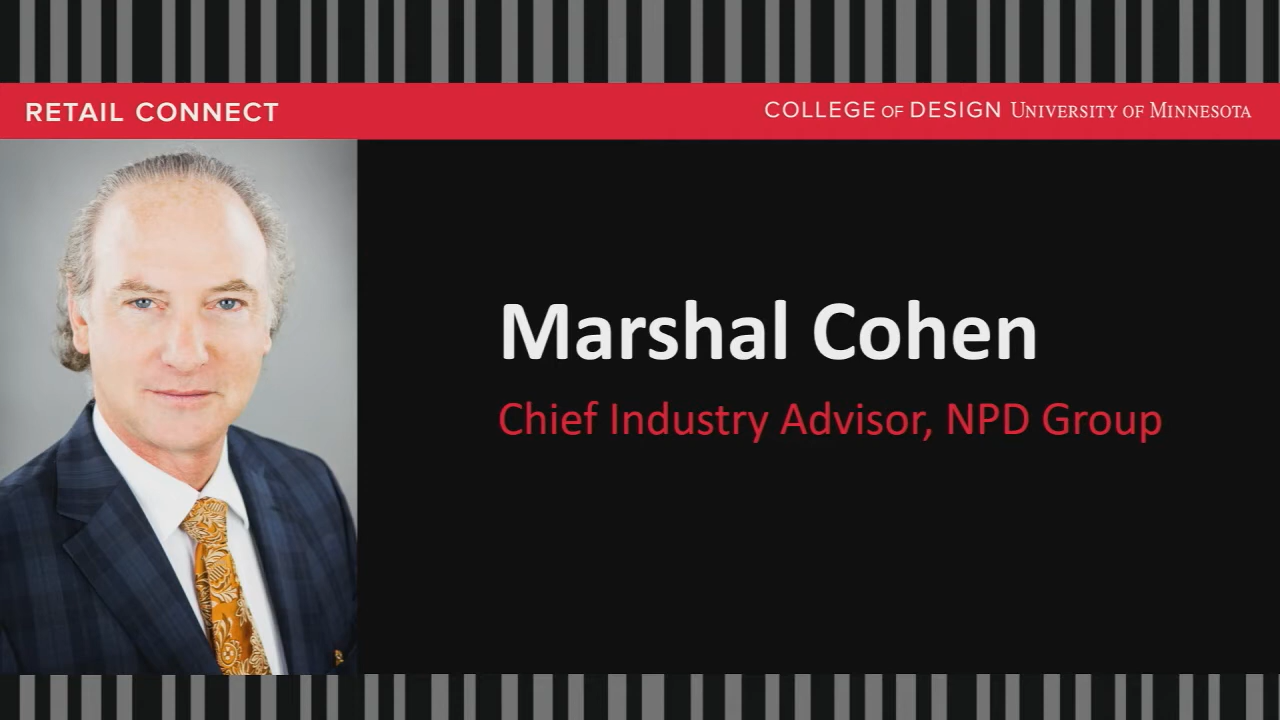 RETAIL CONNECT
COLLEGE OF DESIGN UNIVERSITY OF MINNESOTA
Marshal Cohen
Chief Industry Advisor, NPD Group